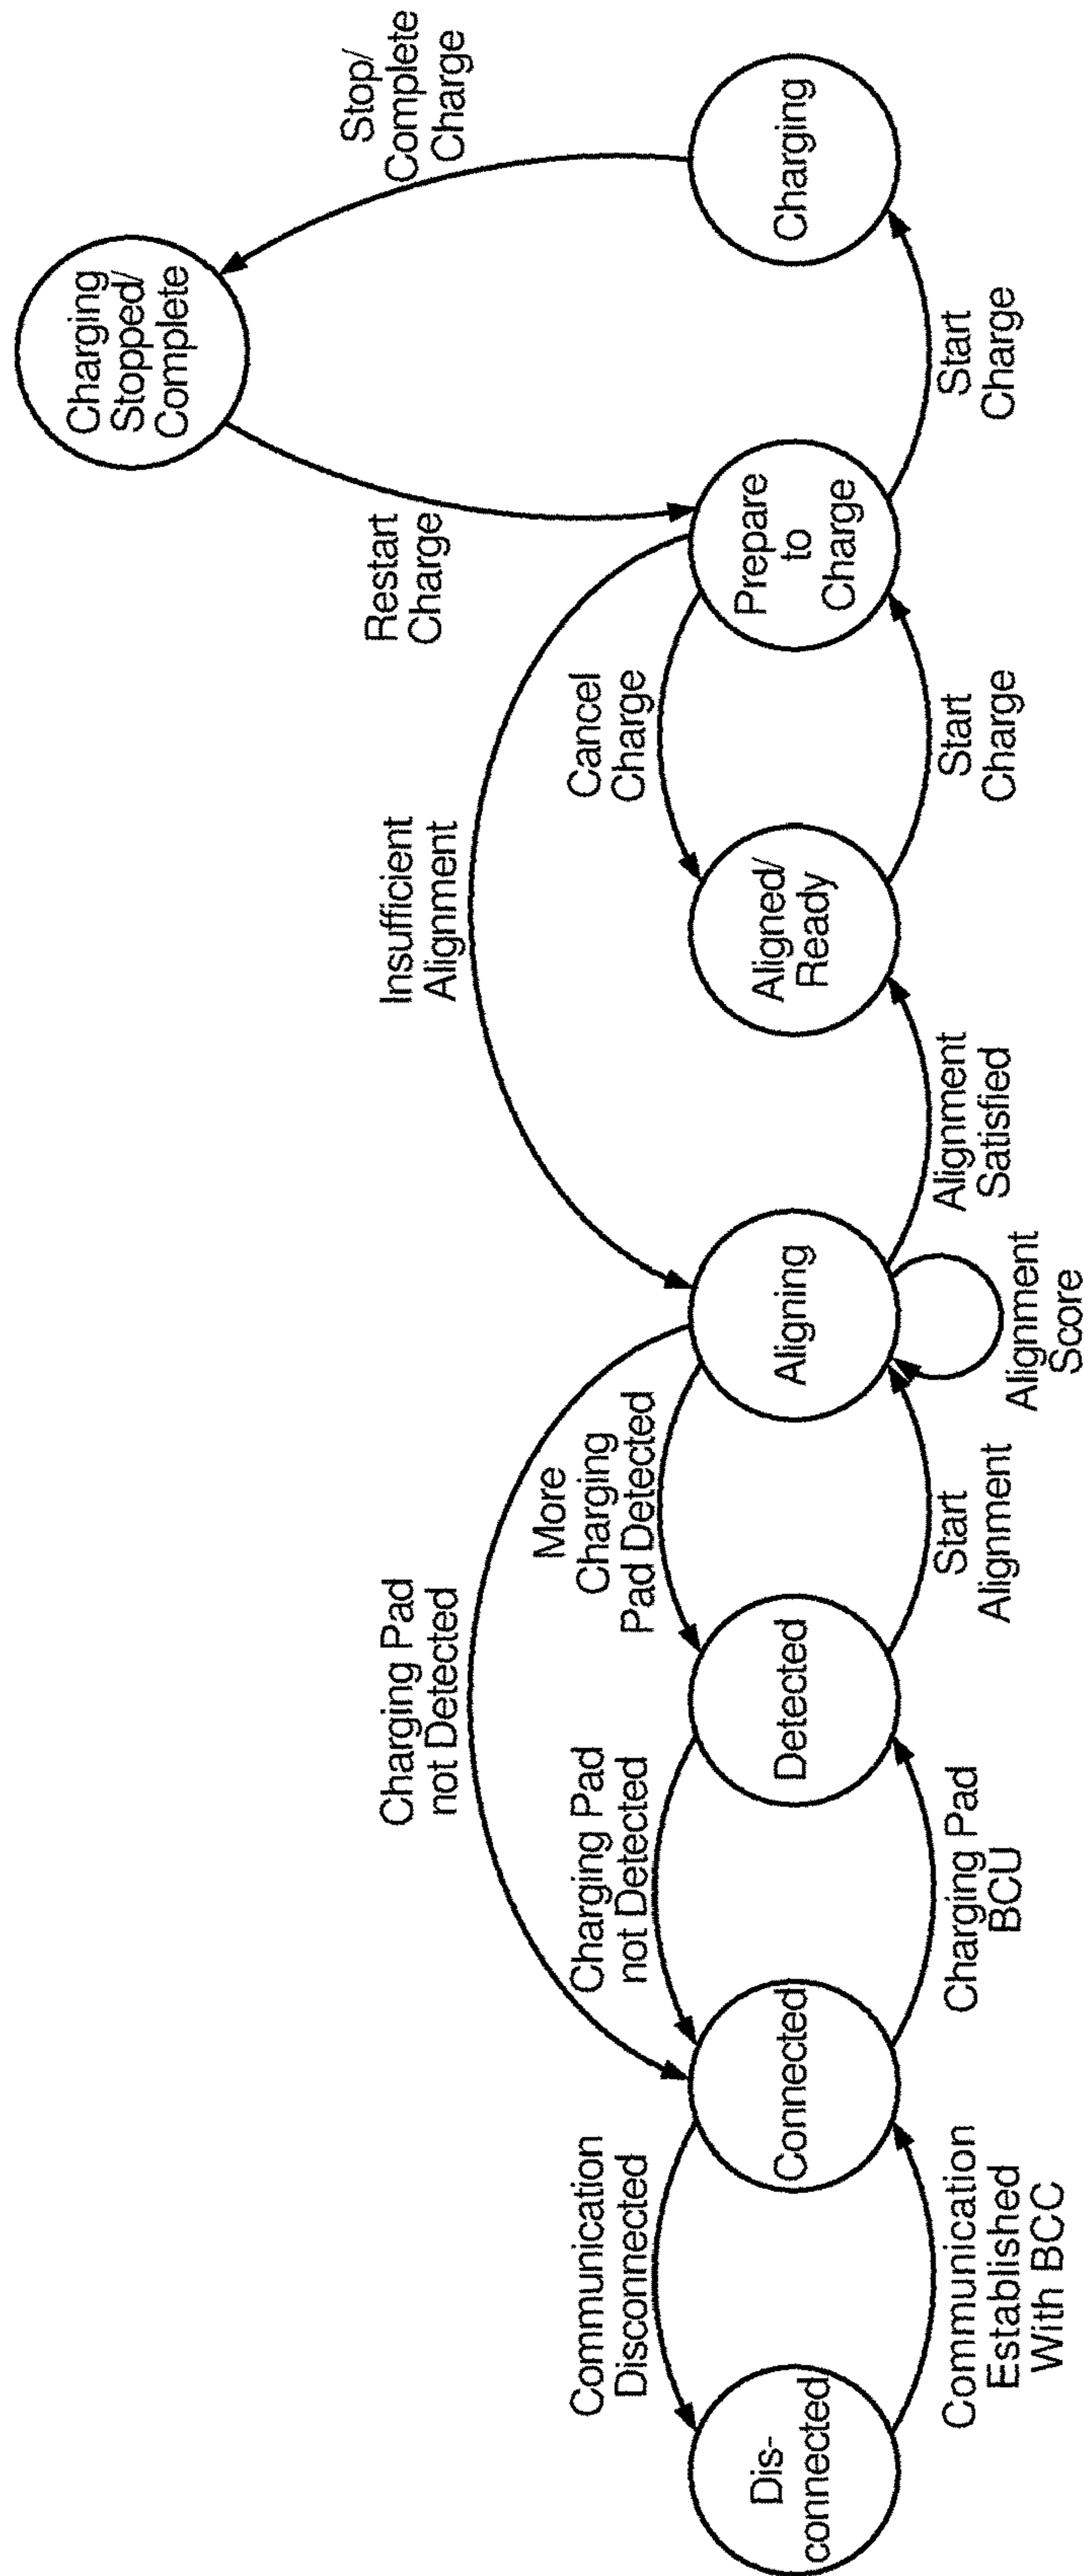 Charging
Stopped/
Complete
Stop/
Complete
Charge
Restart
Charge
Insufficient
Alignment
Charging Pad
not Detected
Communication
Disconnected
Charging Pad
not Detected
More
Charging
Pad Detected
Cancel
Charge
Dis-
connected
Connected
Detected
Aligning
Aligned/
Ready
Prepare
to
Charge
Charging
Communication
Established
With BCC
Charging Pad
BCU
Start
Alignment
Alignment
Score
Alignment
Satisfied
Start
Charge
Start
Charge